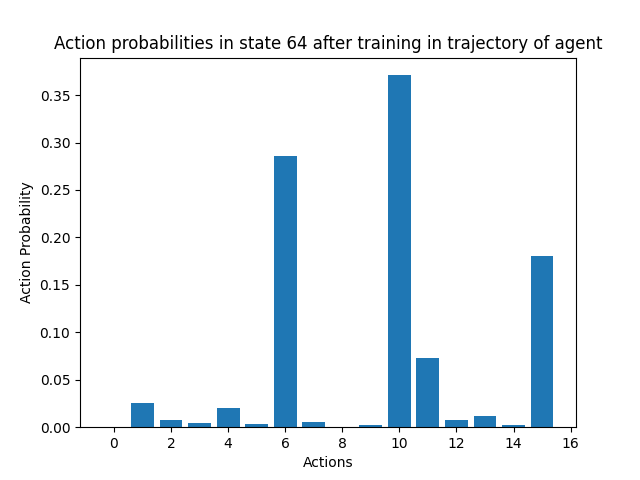 Action probabilities in state 64 after training in trajectory of agent
0.35
0.30
0.25
0.20
0.15
0.10
0.05
0.00
Action Probability
0 2 4 6 8 10 12 14 16
Actions